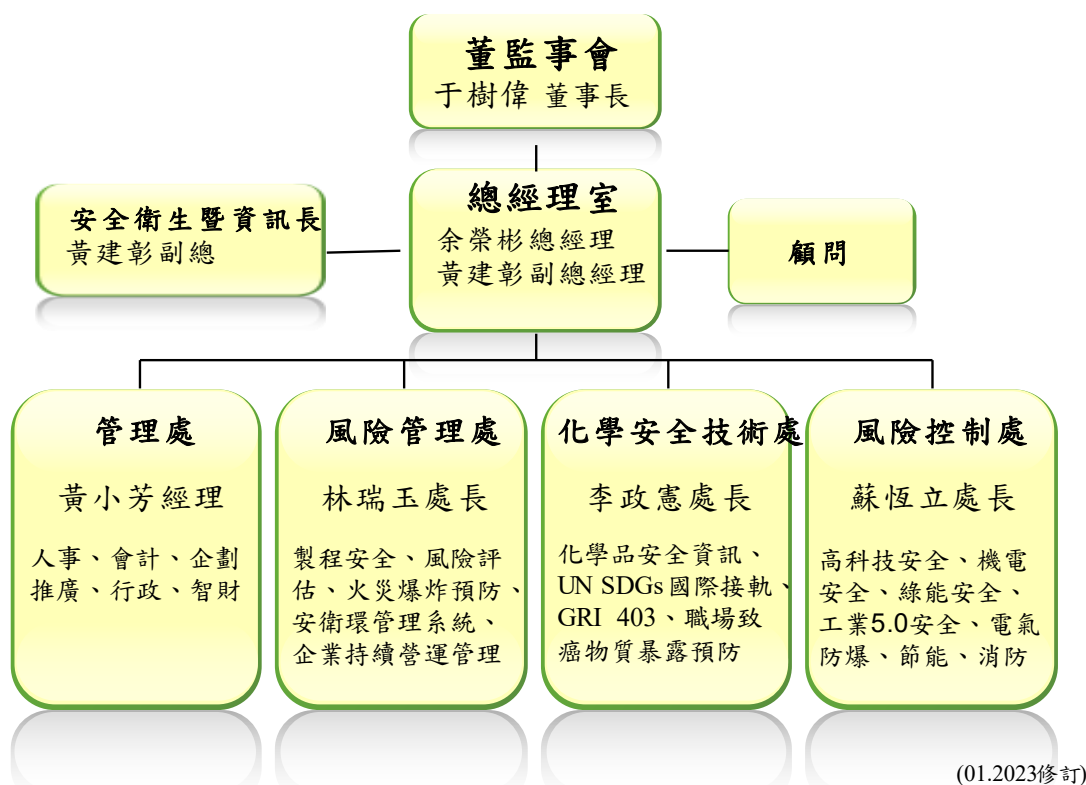 董監事會
于樹偉 董事長
總經理室
余榮彬總經理
黃建彰副總經理
安全衛生暨資訊長
黃建彰副總
顧問
管理處
黃小芳經理
人事、會計、企劃
推廣、行政、智財
風險管理處
林瑞玉處長
製程安全、風險評
估、火災爆炸預防、
安衛環管理系統、
企業持續營運管理
化學安全技術處
李政憲處長
化學品安全資訊、
UN SDGs國際接軌、
GRI 403、職場致
癌物質暴露預防
風險控制處
蘇恆立處長
高科技安全、機電
安全、綠能安全、
工業5.0安全、電氣
防爆、節能、消防
(01.2023修訂)